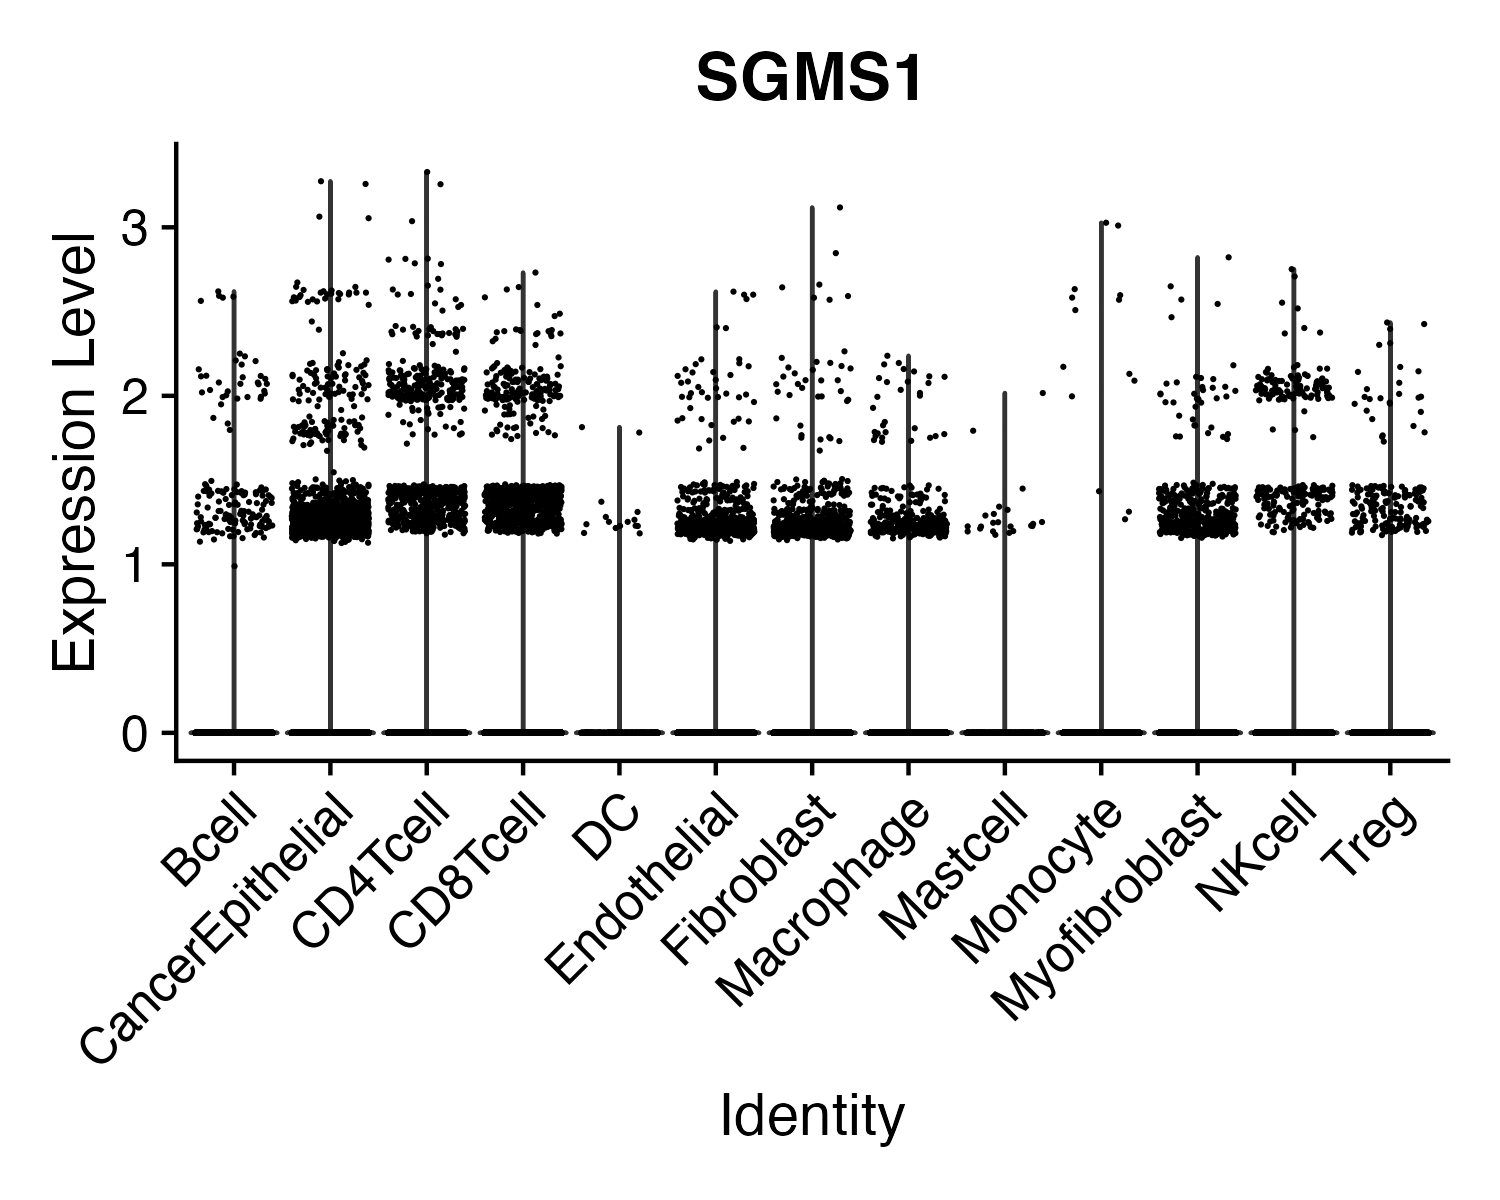 SGMS1
Expression Level
3
2
1
0
Bcell
CancerEpithelial
CD4Tcell
CD8Tcell
DC
Endothelial
Fibroblast
Macrophage
Mastcell
Monocyte
Myofibroblast
NKcell
Treg
Identity